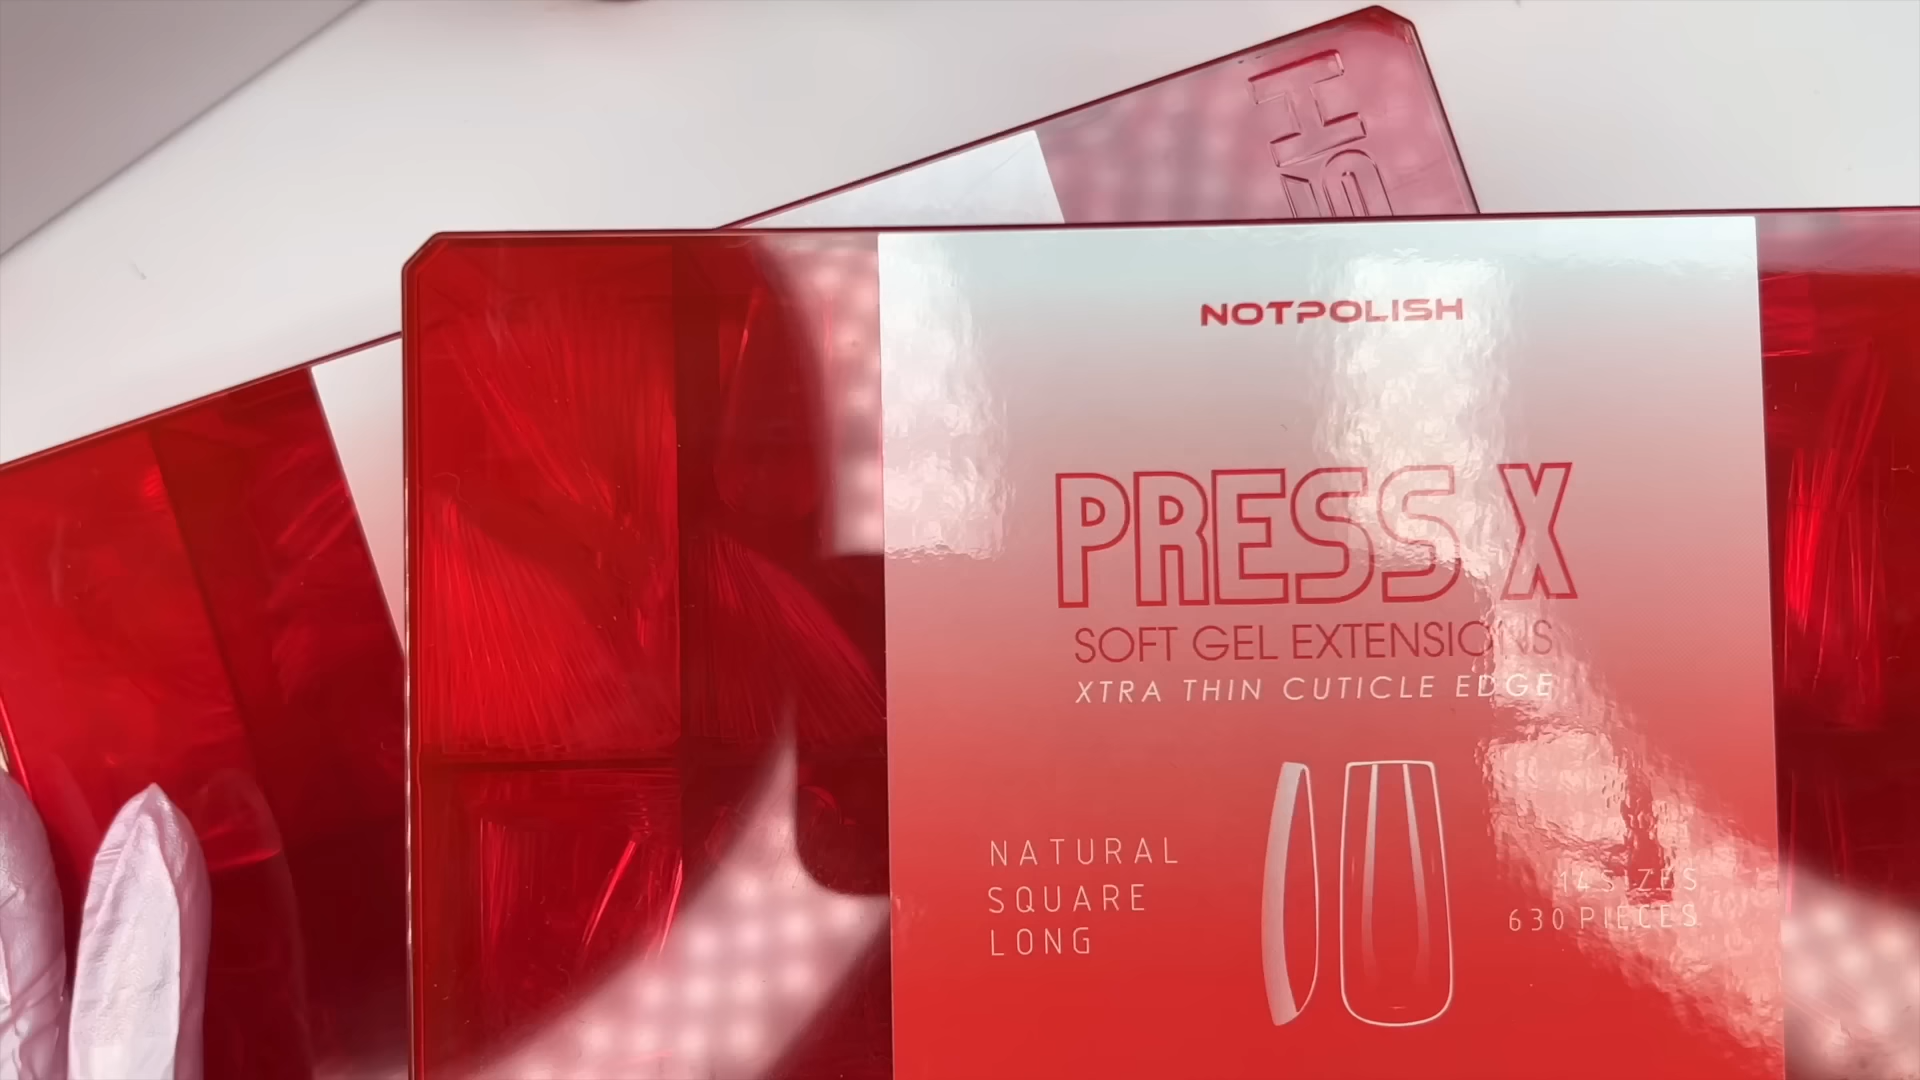 NOTPOLISH
PRESS X
SOFT GEL EXTENSIONS
XTRA THIN CUTICLE EDGE
NATURAL
SQUARE
LONG
14 SIZES
630 PIECES